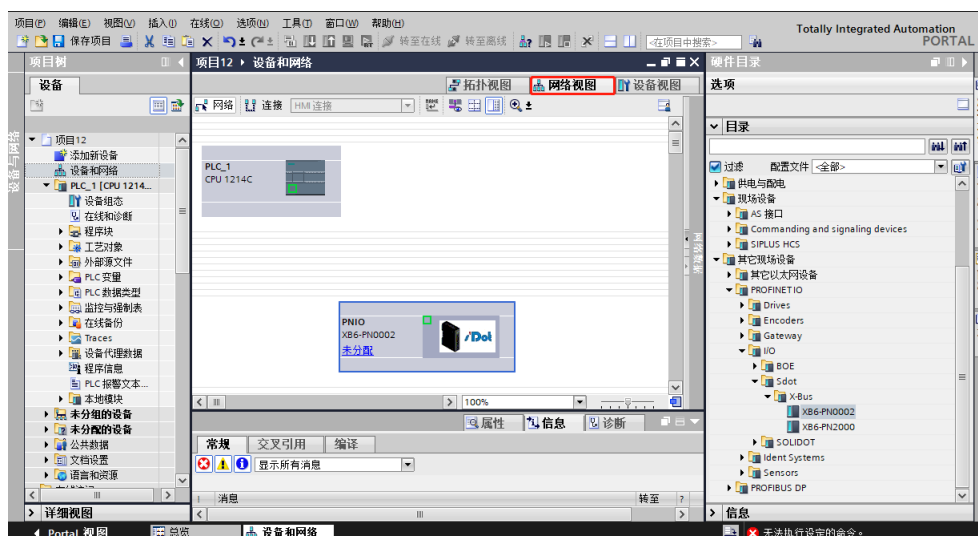 项目(P) 编辑(E) 视图(V) 插入(I) 在线(O) 选项(N) 工具(T) 窗口(W) 帮助(H)
Totally Integrated Automation
PORTAL
保存项目 转至在线 转至离线 <在项目中搜索>
项目树
项目12 设备和网络
硬件目录
设备
拓扑视图 网络视图 设备视图
选项
网络 连接 HMI 连接
目录
过滤 配置文件 <全部>
设备与网络
项目12
添加新设备
设备和网络
PLC_1 [CPU 1214...
设备组态
在线和诊断
程序块
工艺对象
外部源文件
PLC 变量
PLC 数据类型
监控与强制表
在线备份
Traces
设备代理数据
程序信息
PLC 报警文本...
本地模块
未分组的设备
未分配的设备
公共数据
文档设置
语言和资源
详细视图
PLC_1
CPU 1214C
网络数据
PNIO
XB6-PN0002
未分配
/Dot
100%
属性 信息 诊断
常规 交叉引用 编译
显示所有消息
! 消息 转至 ?
供电与配电
现场设备
AS 接口
Commanding and signaling devices
SIPLUS HCS
其它现场设备
其它以太网设备
PROFINET IO
Drives
Encoders
Gateway
I/O
BOE
Sdot
X-Bus
XB6-PN0002
XB6-PN2000
SOLIDOT
Ident Systems
Sensors
PROFIBUS DP
信息
Portal 视图 总览 设备和网络 无法执行设定的命令。